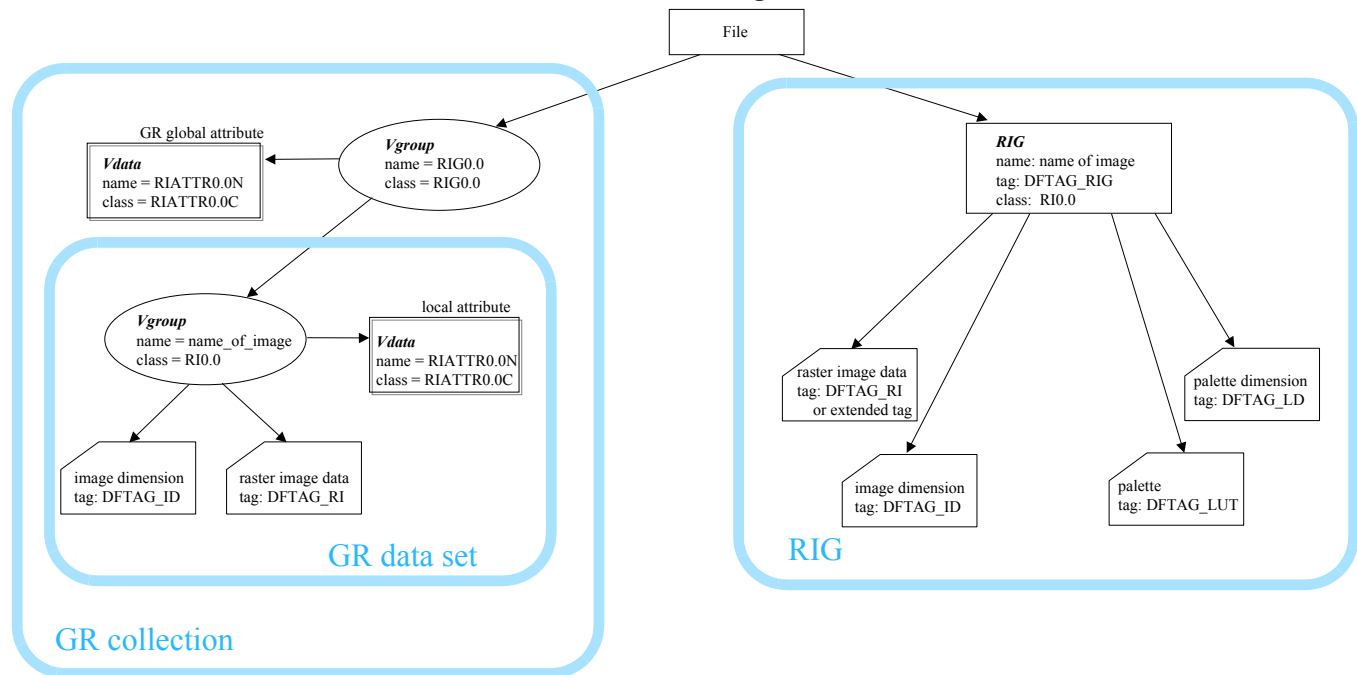 File
GR global attribute
Vdata
name = RIATTR0.0N
class = RIATTR0.0C
Vgroup
name = RIG0.0
class = RIG0.0
local attribute
Vgroup
name = name_of_image
class = RI0.0
Vdata
name = RIATTR0.0N
class = RIATTR0.0C
image dimension
tag: DFTAG_ID
raster image data
tag: DFTAG_RI
GR data set
GR collection
RIG
name: name of image
tag: DFTAG_RIG
class: RI0.0
raster image data
tag: DFTAG_RI
or extended tag
palette dimension
tag: DFTAG_LD
image dimension
tag: DFTAG_ID
palette
tag: DFTAG_LUT
RIG